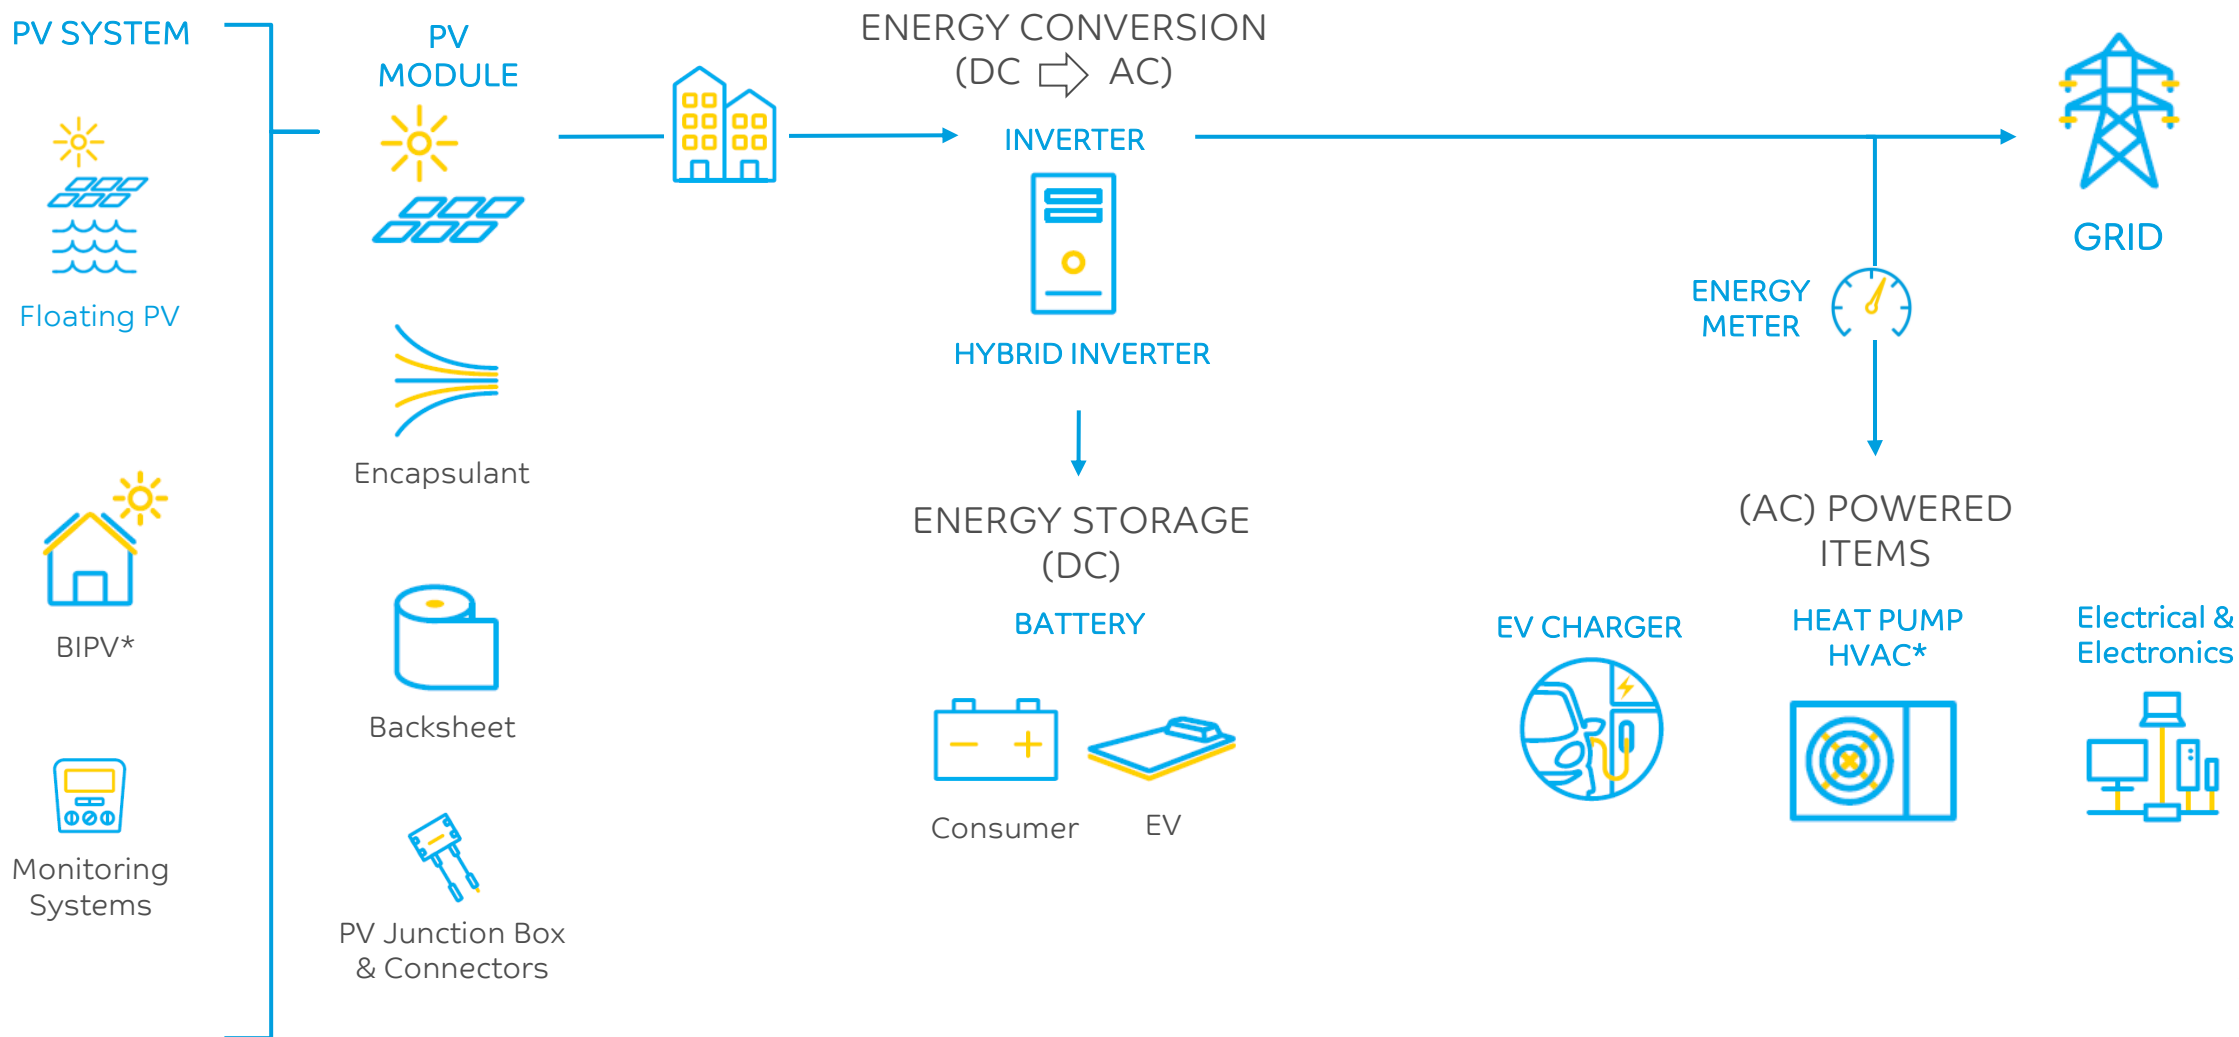 PV SYSTEM
Floating PV
BIPV*
Monitoring
Systems
PV
MODULE
Encapsulant
Backsheet
PV Junction Box
& Connectors
ENERGY CONVERSION
(DC AC)
INVERTER
HYBRID INVERTER
ENERGY STORAGE
(DC)
BATTERY
Consumer
EV
GRID
ENERGY
METER
(AC) POWERED
ITEMS
EV CHARGER
HEAT PUMP
HVAC*
Electrical &
Electronics